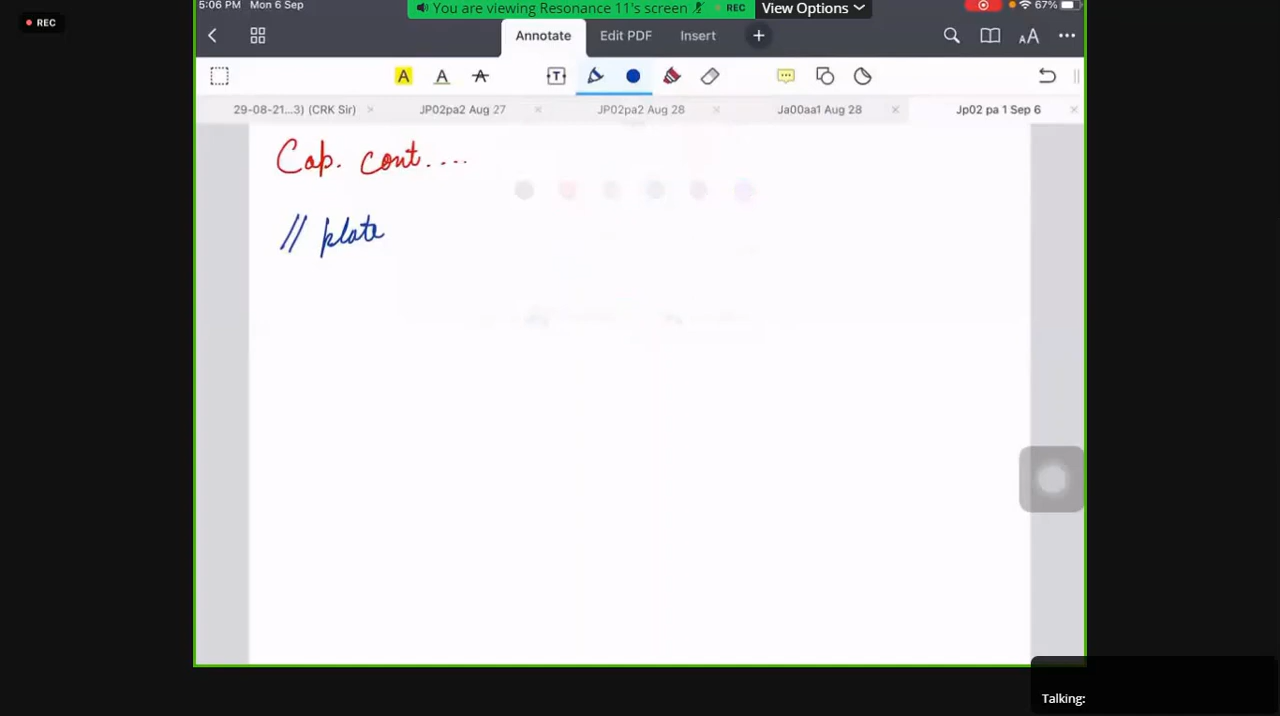 5:06 PM Mon 6 Sep
You are viewing Resonance 11's screen REC
View Options
67%
REC
Annotate Edit PDF Insert +
AA
A A A T
29-08-21...3) (CRK Sir) × JP02pa2 Aug 27 × JP02pa2 Aug 28 × Ja00aa1 Aug 28 × Jp02 pa 1 Sep 6 ×
Cap. cont....
// plate
Talking: